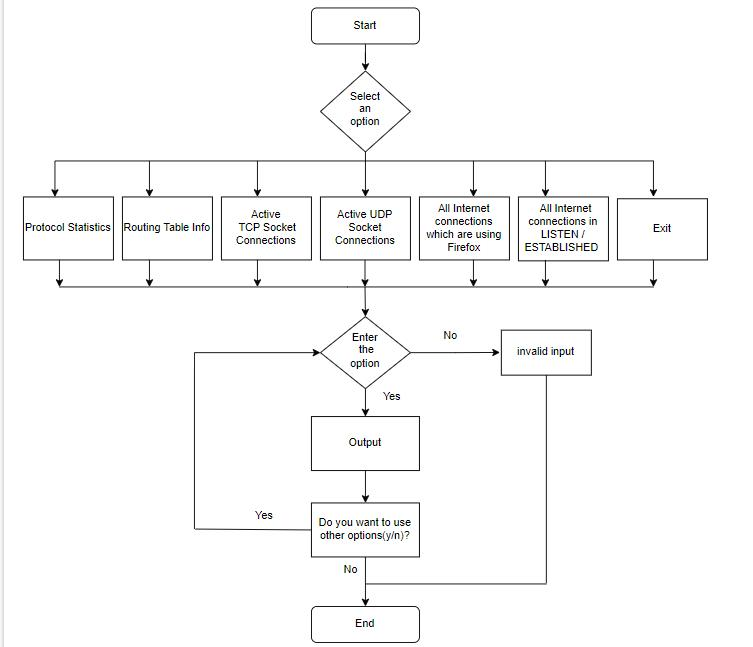 Start
Select
an
option
Protocol Statistics
Routing Table Info
Active
TCP Socket
Connections
Active UDP
Socket
Connections
All Internet
connections
which are using
Firefox
All Internet
connections in
LISTEN /
ESTABLISHED
Exit
Enter
the
option
No
invalid input
Yes
Output
Yes
Do you want to use
other options(y/n)?
No
End